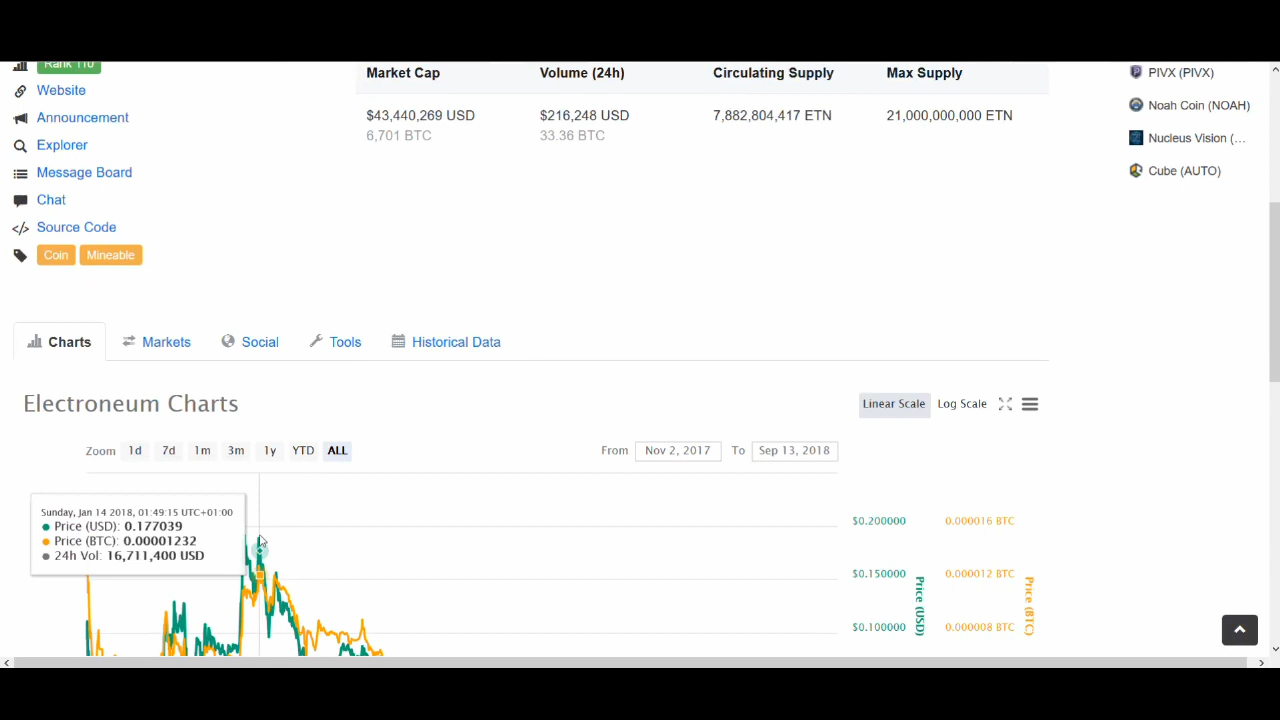 Rank 110
Website
Announcement
Explorer
Message Board
Chat
Source Code
Coin Mineable
Market Cap Volume (24h) Circulating Supply Max Supply
$43,440,269 USD $216,248 USD 7,882,804,417 ETN 21,000,000,000 ETN
6,701 BTC 33.36 BTC
PIVX (PIVX)
Noah Coin (NOAH)
Nucleus Vision (...
Cube (AUTO)
Charts Markets Social Tools Historical Data
Electroneum Charts
Linear Scale Log Scale
Zoom 1d 7d 1m 3m 1y YTD ALL
From Nov 2, 2017 To Sep 13, 2018
Sunday, Jan 14 2018, 01:49:15 UTC+01:00
Price (USD): 0.177039
Price (BTC): 0.00001232
24h Vol: 16,711,400 USD
$0.200000 0.000016 BTC
$0.150000 0.000012 BTC
$0.100000 0.000008 BTC
Price (USD)
Price (BTC)